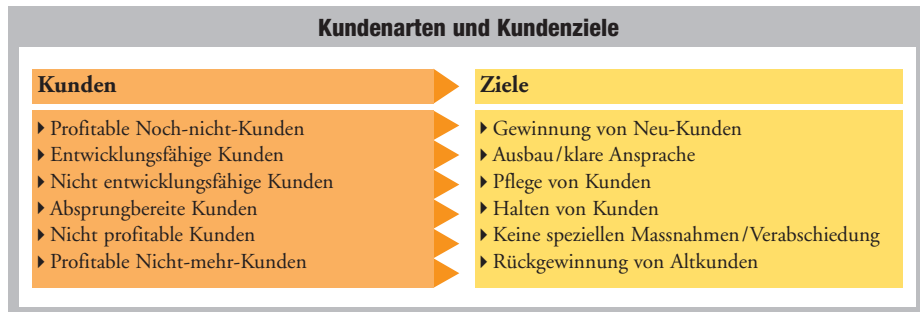 Kundenarten und Kundenziele
Kunden
Profitable Noch-nicht-Kunden
Entwicklungsfähige Kunden
Nicht entwicklungsfähige Kunden
Absprungbereite Kunden
Nicht profitable Kunden
Profitable Nicht-mehr-Kunden
Ziele
Gewinnung von Neu-Kunden
Ausbau/klare Ansprache
Pflege von Kunden
Halten von Kunden
Keine speziellen Massnahmen/Verabschiedung
Rückgewinnung von Altkunden